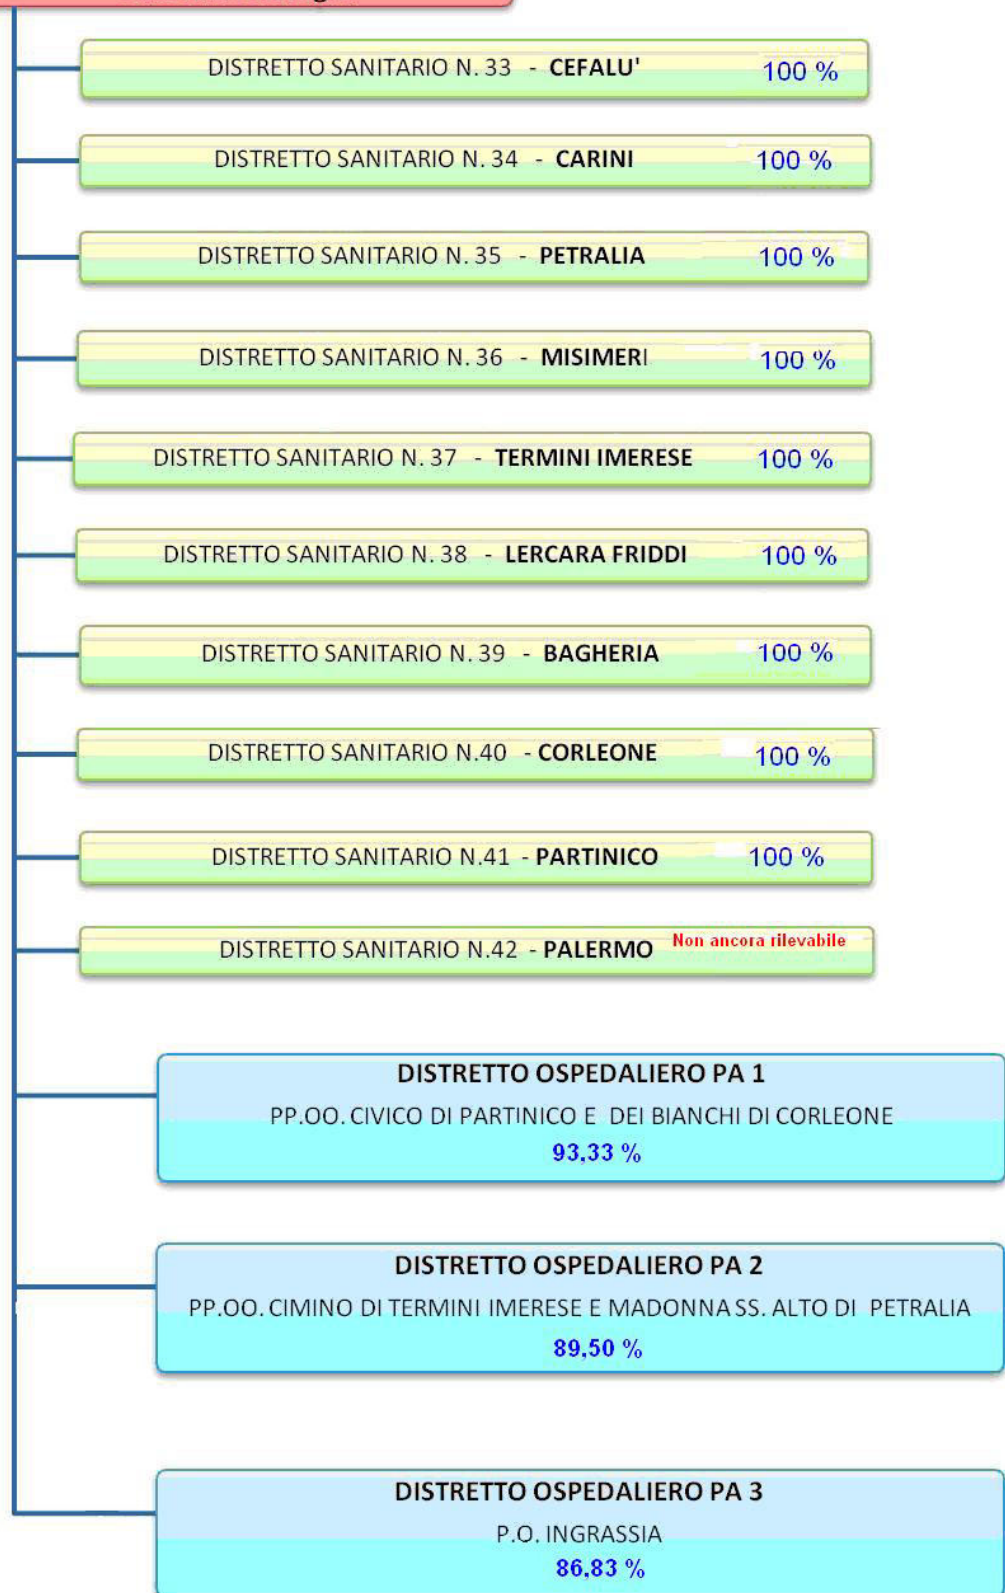 DISTRETTO SANITARIO N. 33 - CEFALU' 100 %
DISTRETTO SANITARIO N. 34 - CARINI 100 %
DISTRETTO SANITARIO N. 35 - PETRALIA 100 %
DISTRETTO SANITARIO N. 36 - MISIMERI 100 %
DISTRETTO SANITARIO N. 37 - TERMINI IMERESE 100 %
DISTRETTO SANITARIO N. 38 - LERCARA FRIDDI 100 %
DISTRETTO SANITARIO N. 39 - BAGHERIA 100 %
DISTRETTO SANITARIO N.40 - CORLEONE 100 %
DISTRETTO SANITARIO N.41 - PARTINICO 100 %
DISTRETTO SANITARIO N.42 - PALERMO Non ancora rilevabile
DISTRETTO OSPEDALIERO PA 1
PP.OO. CIVICO DI PARTINICO E DEI BIANCHI DI CORLEONE
93,33 %
DISTRETTO OSPEDALIERO PA 2
PP.OO. CIMINO DI TERMINI IMERESE E MADONNA SS. ALTO DI PETRALIA
89,50 %
DISTRETTO OSPEDALIERO PA 3
P.O. INGRASSIA
86,83 %